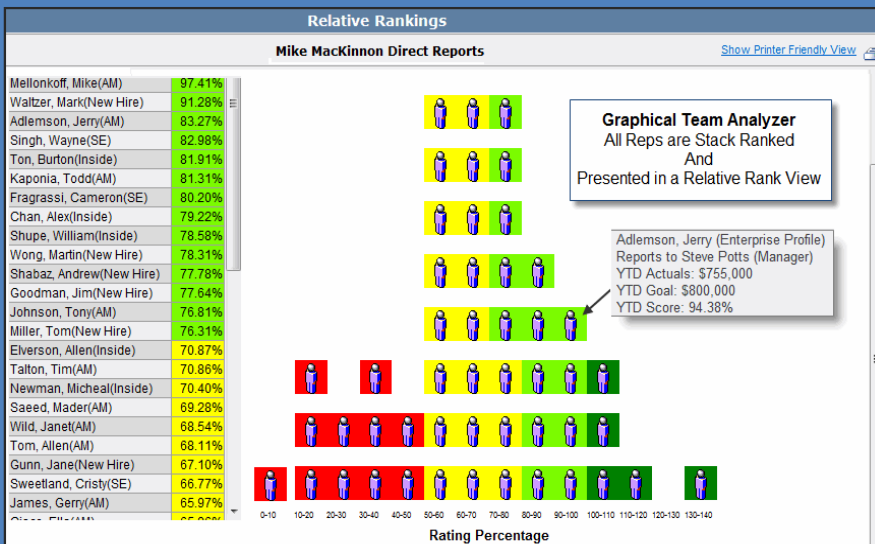 Relative Rankings
Mike MacKinnon Direct Reports
Show Printer Friendly View
Mellonkoff, Mike(AM) 97.41%
Waltzer, Mark(New Hire) 91.28%
Adlemson, Jerry(AM) 83.27%
Singh, Wayne(SE) 82.98%
Ton, Burton(Inside) 81.91%
Kaponia, Todd(AM) 81.31%
Fragrassi, Cameron(SE) 80.20%
Chan, Alex(Inside) 79.22%
Shupe, William(Inside) 78.58%
Wong, Martin(New Hire) 78.31%
Shabaz, Andrew(New Hire) 77.78%
Goodman, Jim(New Hire) 77.64%
Johnson, Tony(AM) 76.81%
Miller, Tom(New Hire) 76.31%
Elverson, Allen(Inside) 70.87%
Talton, Tim(AM) 70.86%
Newman, Micheal(Inside) 70.40%
Saeed, Mader(AM) 69.28%
Wild, Janet(AM) 68.54%
Tom, Allen(AM) 68.11%
Gunn, Jane(New Hire) 67.10%
Sweetland, Cristy(SE) 66.77%
James, Gerry(AM) 65.97%
Graphical Team Analyzer
All Reps are Stack Ranked
And
Presented in a Relative Rank View
Adlemson, Jerry (Enterprise Profile)
Reports to Steve Potts (Manager)
YTD Actuals: $755,000
YTD Goal: $800,000
YTD Score: 94.38%
0-10 10-20 20-30 30-40 40-50 50-60 60-70 70-80 80-90 90-100 100-110 110-120 120-130 130-140
Rating Percentage